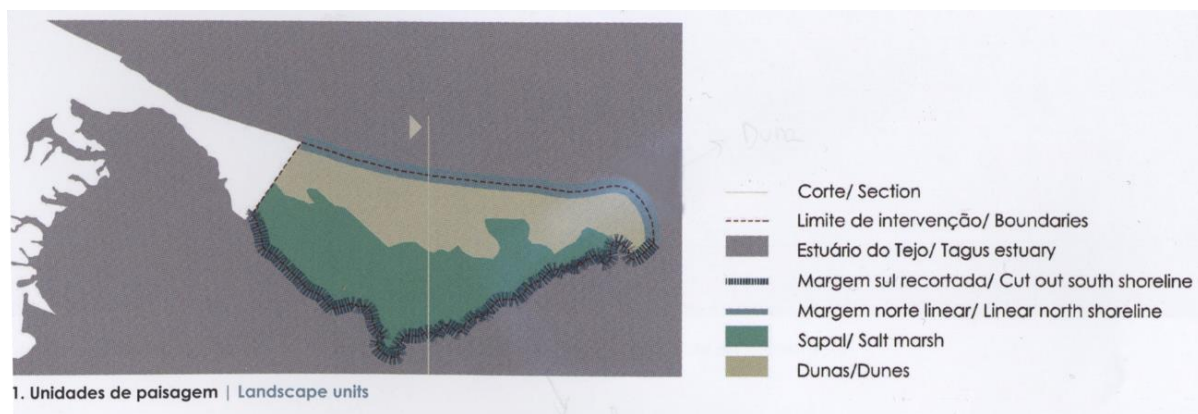 Corte/ Section
Limite de intervenção/ Boundaries
Estuário do Tejo/ Tagus estuary
Margem sul recortada/ Cut out south shoreline
Margem norte linear/ Linear north shoreline
Sapal/ Salt marsh
Dunas/Dunes
1. Unidades de paisagem | Landscape units